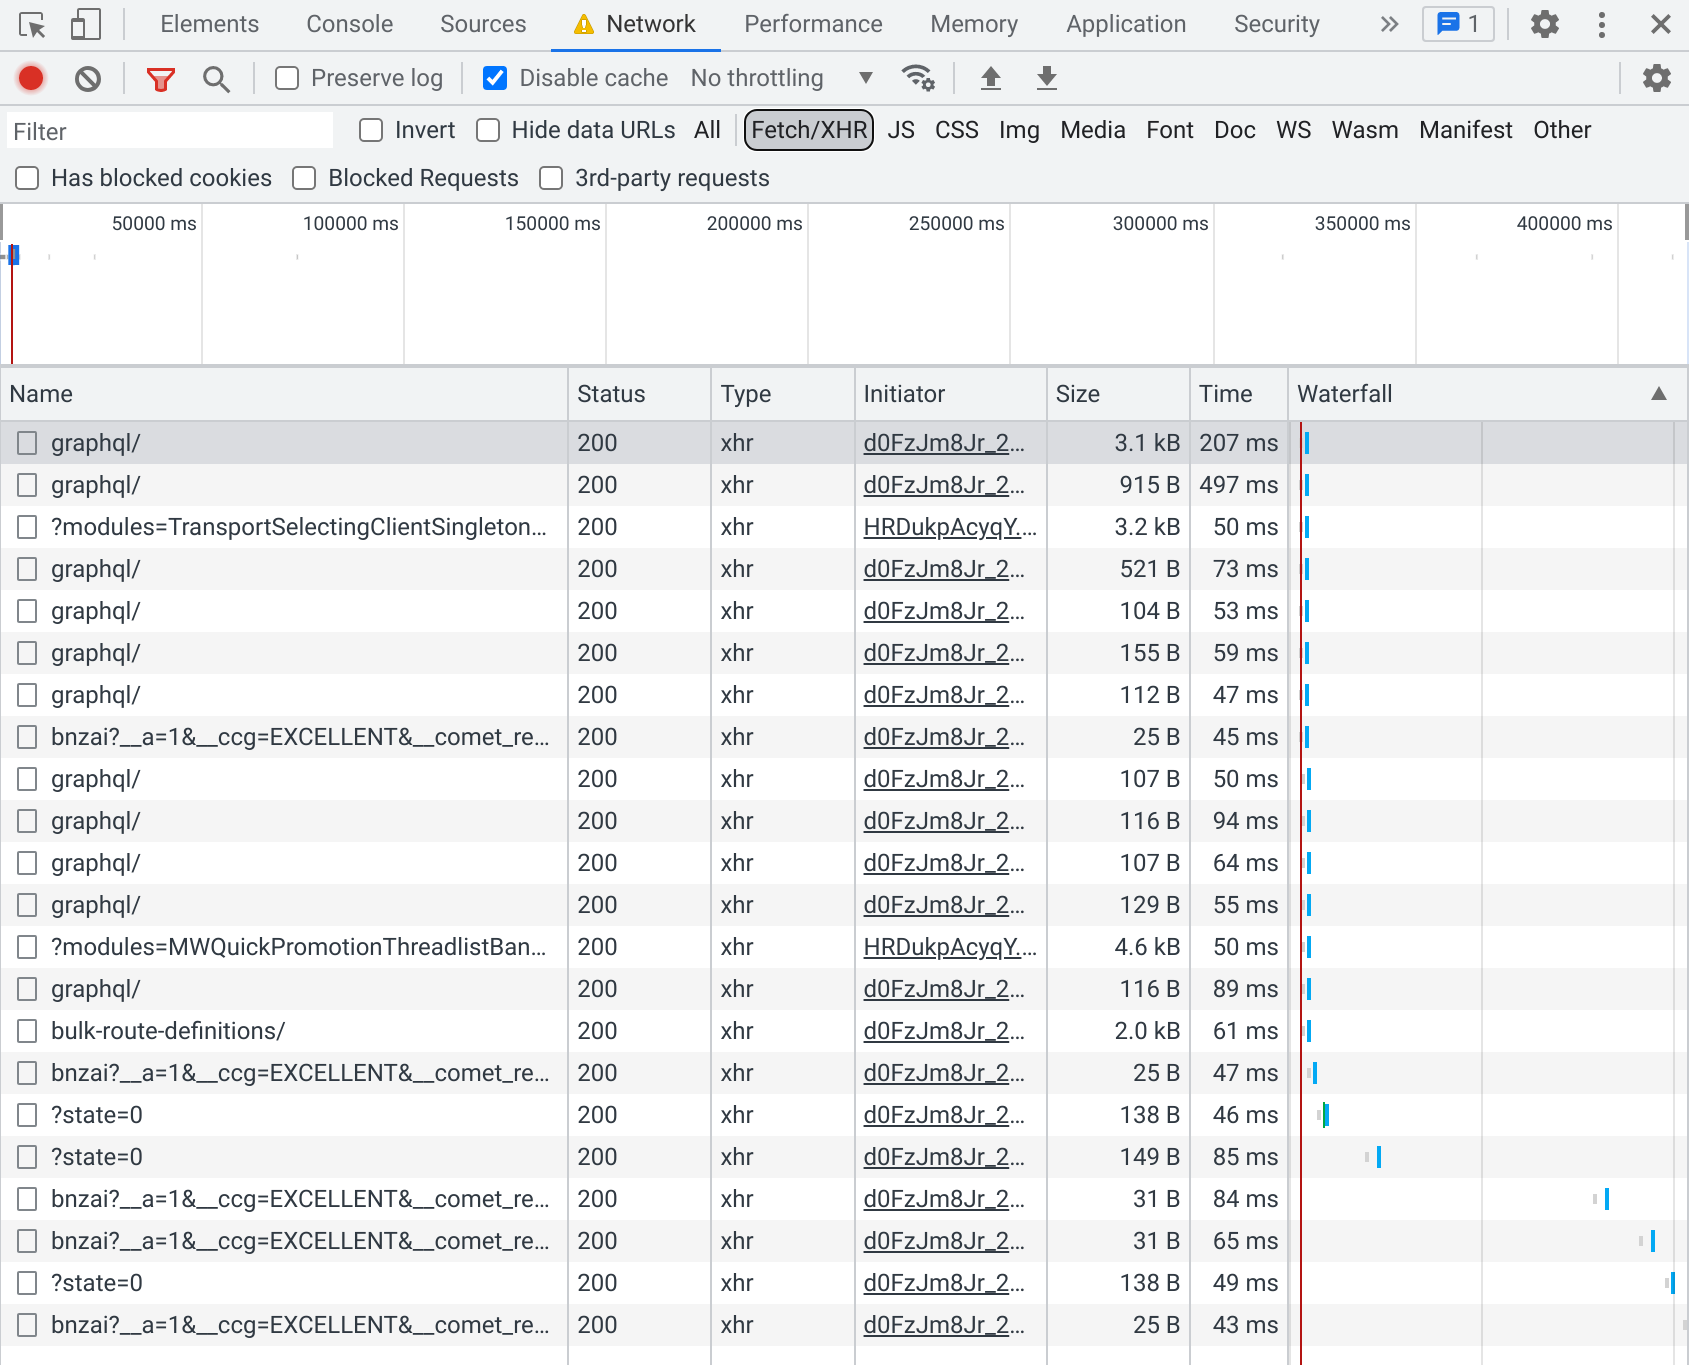 Elements Console Sources Network Performance Memory Application Security 1
Preserve log Disable cache No throttling
Filter Invert Hide data URLs All Fetch/XHR JS CSS Img Media Font Doc WS Wasm Manifest Other
Has blocked cookies Blocked Requests 3rd-party requests
50000 ms 100000 ms 150000 ms 200000 ms 250000 ms 300000 ms 350000 ms 400000 ms
Name Status Type Initiator Size Time Waterfall
graphql/ 200 xhr d0FzJm8Jr_2... 3.1 kB 207 ms
graphql/ 200 xhr d0FzJm8Jr_2... 915 B 497 ms
?modules=TransportSelectingClientSingleton... 200 xhr HRDukpAcyqY.... 3.2 kB 50 ms
graphql/ 200 xhr d0FzJm8Jr_2... 521 B 73 ms
graphql/ 200 xhr d0FzJm8Jr_2... 104 B 53 ms
graphql/ 200 xhr d0FzJm8Jr_2... 155 B 59 ms
graphql/ 200 xhr d0FzJm8Jr_2... 112 B 47 ms
bnzai?__a=1&__ccg=EXCELLENT&__comet_re... 200 xhr d0FzJm8Jr_2... 25 B 45 ms
graphql/ 200 xhr d0FzJm8Jr_2... 107 B 50 ms
graphql/ 200 xhr d0FzJm8Jr_2... 116 B 94 ms
graphql/ 200 xhr d0FzJm8Jr_2... 107 B 64 ms
graphql/ 200 xhr d0FzJm8Jr_2... 129 B 55 ms
?modules=MWQuickPromotionThreadlistBan... 200 xhr HRDukpAcyqY.... 4.6 kB 50 ms
graphql/ 200 xhr d0FzJm8Jr_2... 116 B 89 ms
bulk-route-definitions/ 200 xhr d0FzJm8Jr_2... 2.0 kB 61 ms
bnzai?__a=1&__ccg=EXCELLENT&__comet_re... 200 xhr d0FzJm8Jr_2... 25 B 47 ms
?state=0 200 xhr d0FzJm8Jr_2... 138 B 46 ms
?state=0 200 xhr d0FzJm8Jr_2... 149 B 85 ms
bnzai?__a=1&__ccg=EXCELLENT&__comet_re... 200 xhr d0FzJm8Jr_2... 31 B 84 ms
bnzai?__a=1&__ccg=EXCELLENT&__comet_re... 200 xhr d0FzJm8Jr_2... 31 B 65 ms
?state=0 200 xhr d0FzJm8Jr_2... 138 B 49 ms
bnzai?__a=1&__ccg=EXCELLENT&__comet_re... 200 xhr d0FzJm8Jr_2... 25 B 43 ms